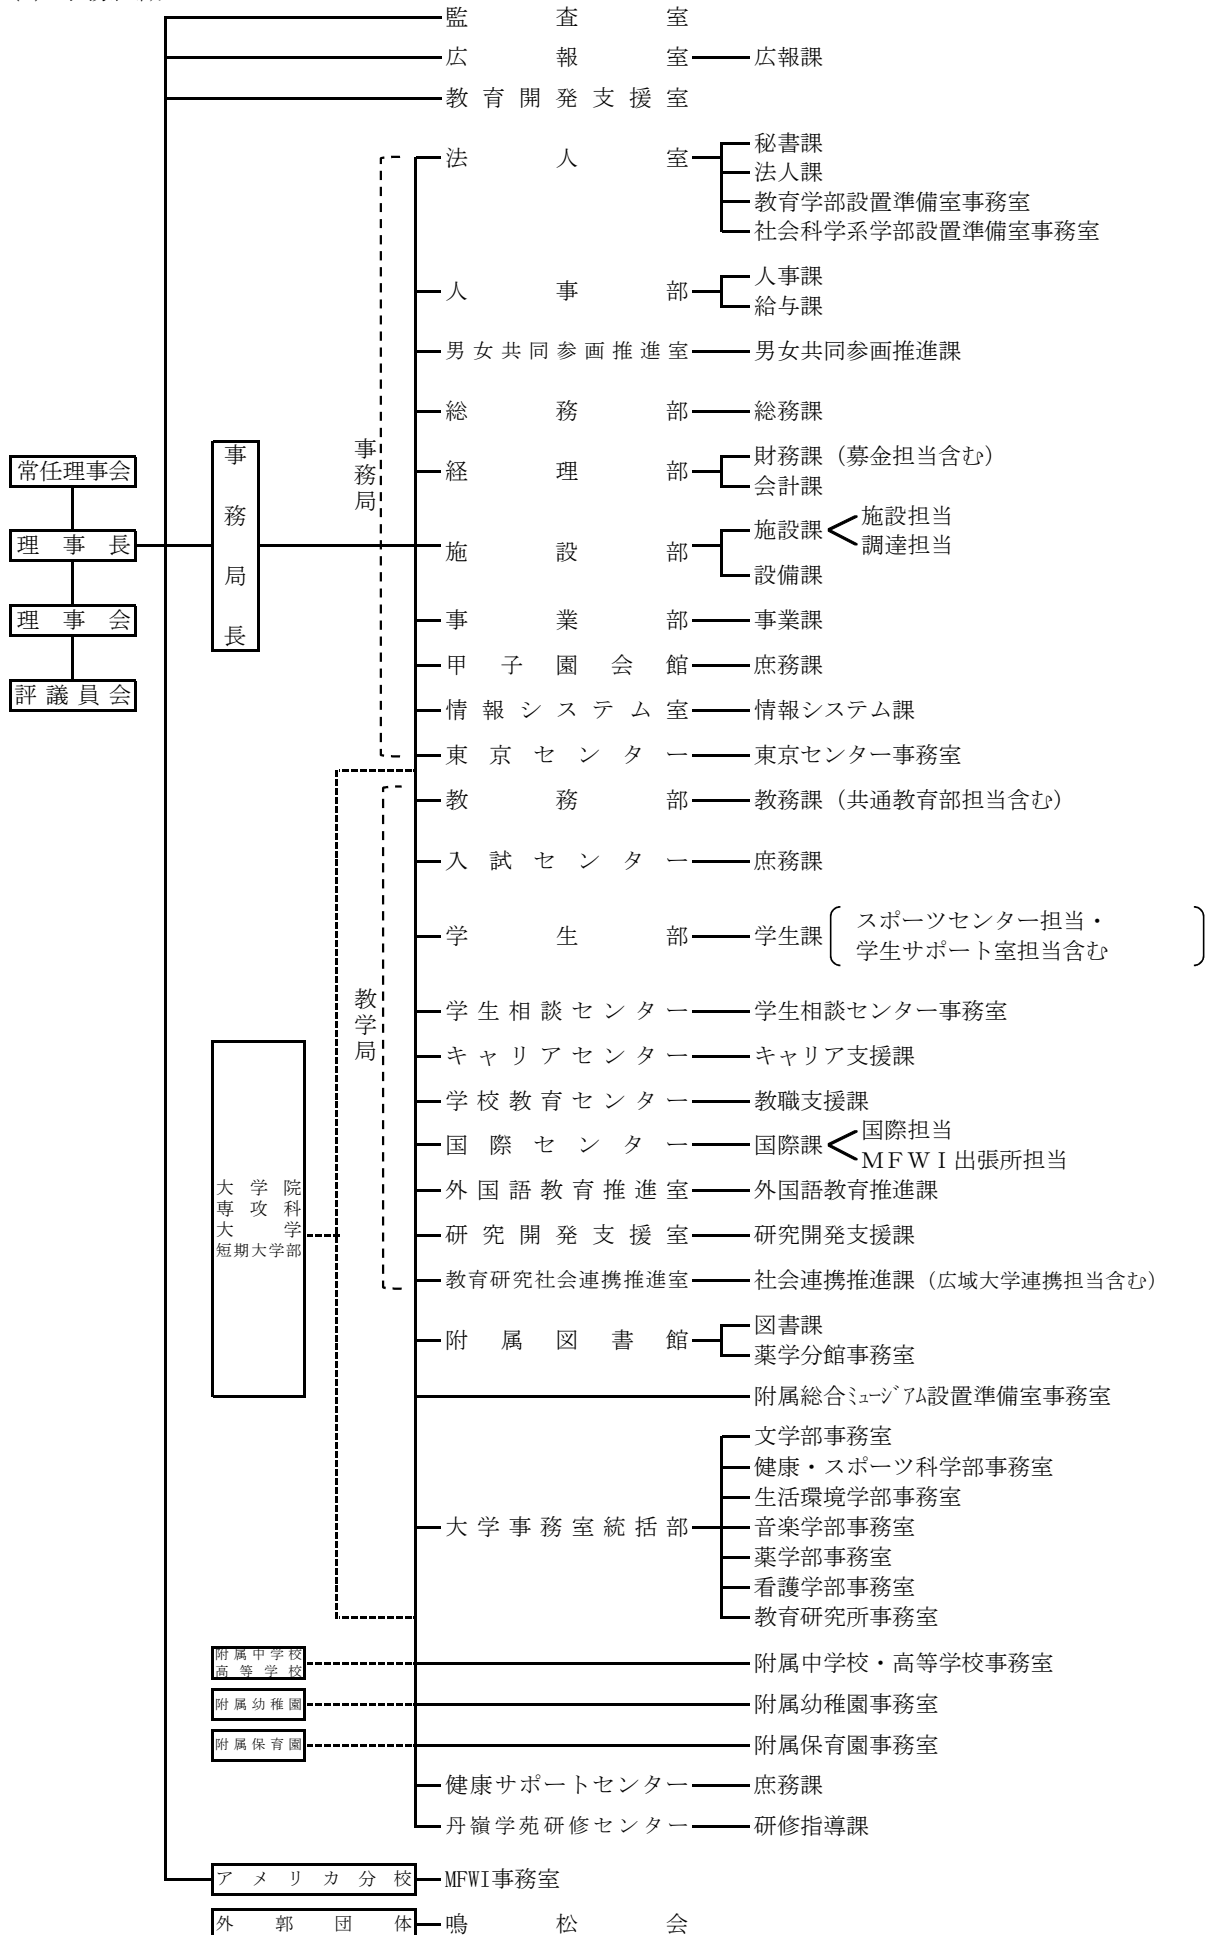 監査室
広報室 広報課
教育開発支援室
法人室 秘書課
法人課
教育学部設置準備室事務室
社会科学系学部設置準備室事務室
人事部 人事課
給与課
男女共同参画推進室 男女共同参画推進課
総務部 総務課
経理部 財務課（募金担当含む）
会計課
常任理事会
理事長
理事会
評議員会
事務局長
事務局
施設部 施設課 施設担当
調達担当
設備課
事業部 事業課
甲子園会館 庶務課
情報システム室 情報システム課
東京センター 東京センター事務室
教務部 教務課（共通教育部担当含む）
入試センター 庶務課
学生部 学生課 スポーツセンター担当・
学生サポート室担当含む
教学局
学生相談センター 学生相談センター事務室
キャリアセンター キャリア支援課
学校教育センター 教職支援課
国際センター 国際課 国際担当
ＭＦＷＩ出張所担当
外国語教育推進室 外国語教育推進課
大学院
専攻科
大学
短期大学部
研究開発支援室 研究開発支援課
教育研究社会連携推進室 社会連携推進課（広域大学連携担当含む）
附属図書館 図書課
薬学分館事務室
附属総合ﾐｭｰｼﾞｱﾑ設置準備室事務室
大学事務室統括部 文学部事務室
健康・スポーツ科学部事務室
生活環境学部事務室
音楽学部事務室
薬学部事務室
看護学部事務室
教育研究所事務室
附属中学校
高等学校 附属中学校・高等学校事務室
附属幼稚園 附属幼稚園事務室
附属保育園 附属保育園事務室
健康サポートセンター 庶務課
丹嶺学苑研修センター 研修指導課
アメリカ分校 MFWI事務室
外郭団体 鳴松会